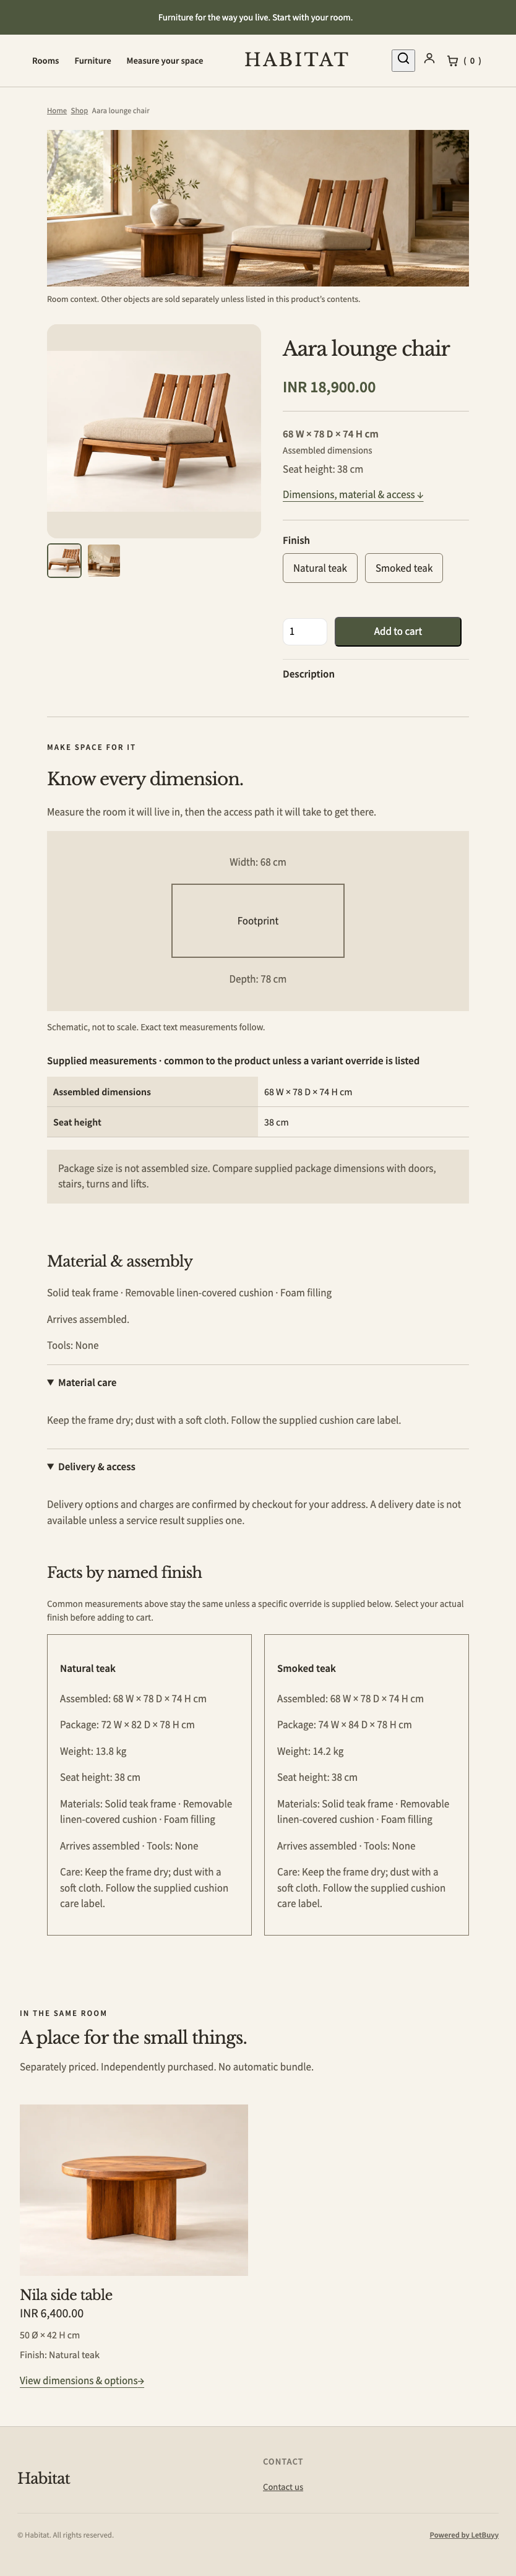 Furniture for the way you live. Start with your room.
Rooms Furniture Measure your space HABITAT ( 0 )
Home Shop Aara lounge chair
Room context. Other objects are sold separately unless listed in this product's contents.
Aara lounge chair
INR 18,900.00
68 W × 78 D × 74 H cm
Assembled dimensions
Seat height: 38 cm
Dimensions, material & access ↓
Finish
Natural teak Smoked teak
1 Add to cart
Description
MAKE SPACE FOR IT
Know every dimension.
Measure the room it will live in, then the access path it will take to get there.
Width: 68 cm
Footprint
Depth: 78 cm
Schematic, not to scale. Exact text measurements follow.
Supplied measurements · common to the product unless a variant override is listed
Assembled dimensions 68 W × 78 D × 74 H cm
Seat height 38 cm
Package size is not assembled size. Compare supplied package dimensions with doors,
stairs, turns and lifts.
Material & assembly
Solid teak frame · Removable linen-covered cushion · Foam filling
Arrives assembled.
Tools: None
▼ Material care
Keep the frame dry; dust with a soft cloth. Follow the supplied cushion care label.
▼ Delivery & access
Delivery options and charges are confirmed by checkout for your address. A delivery date is not
available unless a service result supplies one.
Facts by named finish
Common measurements above stay the same unless a specific override is supplied below. Select your actual
finish before adding to cart.
Natural teak
Assembled: 68 W × 78 D × 74 H cm
Package: 72 W × 82 D × 78 H cm
Weight: 13.8 kg
Seat height: 38 cm
Materials: Solid teak frame · Removable
linen-covered cushion · Foam filling
Arrives assembled · Tools: None
Care: Keep the frame dry; dust with a
soft cloth. Follow the supplied cushion
care label.
Smoked teak
Assembled: 68 W × 78 D × 74 H cm
Package: 74 W × 84 D × 78 H cm
Weight: 14.2 kg
Seat height: 38 cm
Materials: Solid teak frame · Removable
linen-covered cushion · Foam filling
Arrives assembled · Tools: None
Care: Keep the frame dry; dust with a
soft cloth. Follow the supplied cushion
care label.
IN THE SAME ROOM
A place for the small things.
Separately priced. Independently purchased. No automatic bundle.
Nila side table
INR 6,400.00
50 Ø × 42 H cm
Finish: Natural teak
View dimensions & options→
Habitat
CONTACT
Contact us
© Habitat. All rights reserved.
Powered by LetBuyy